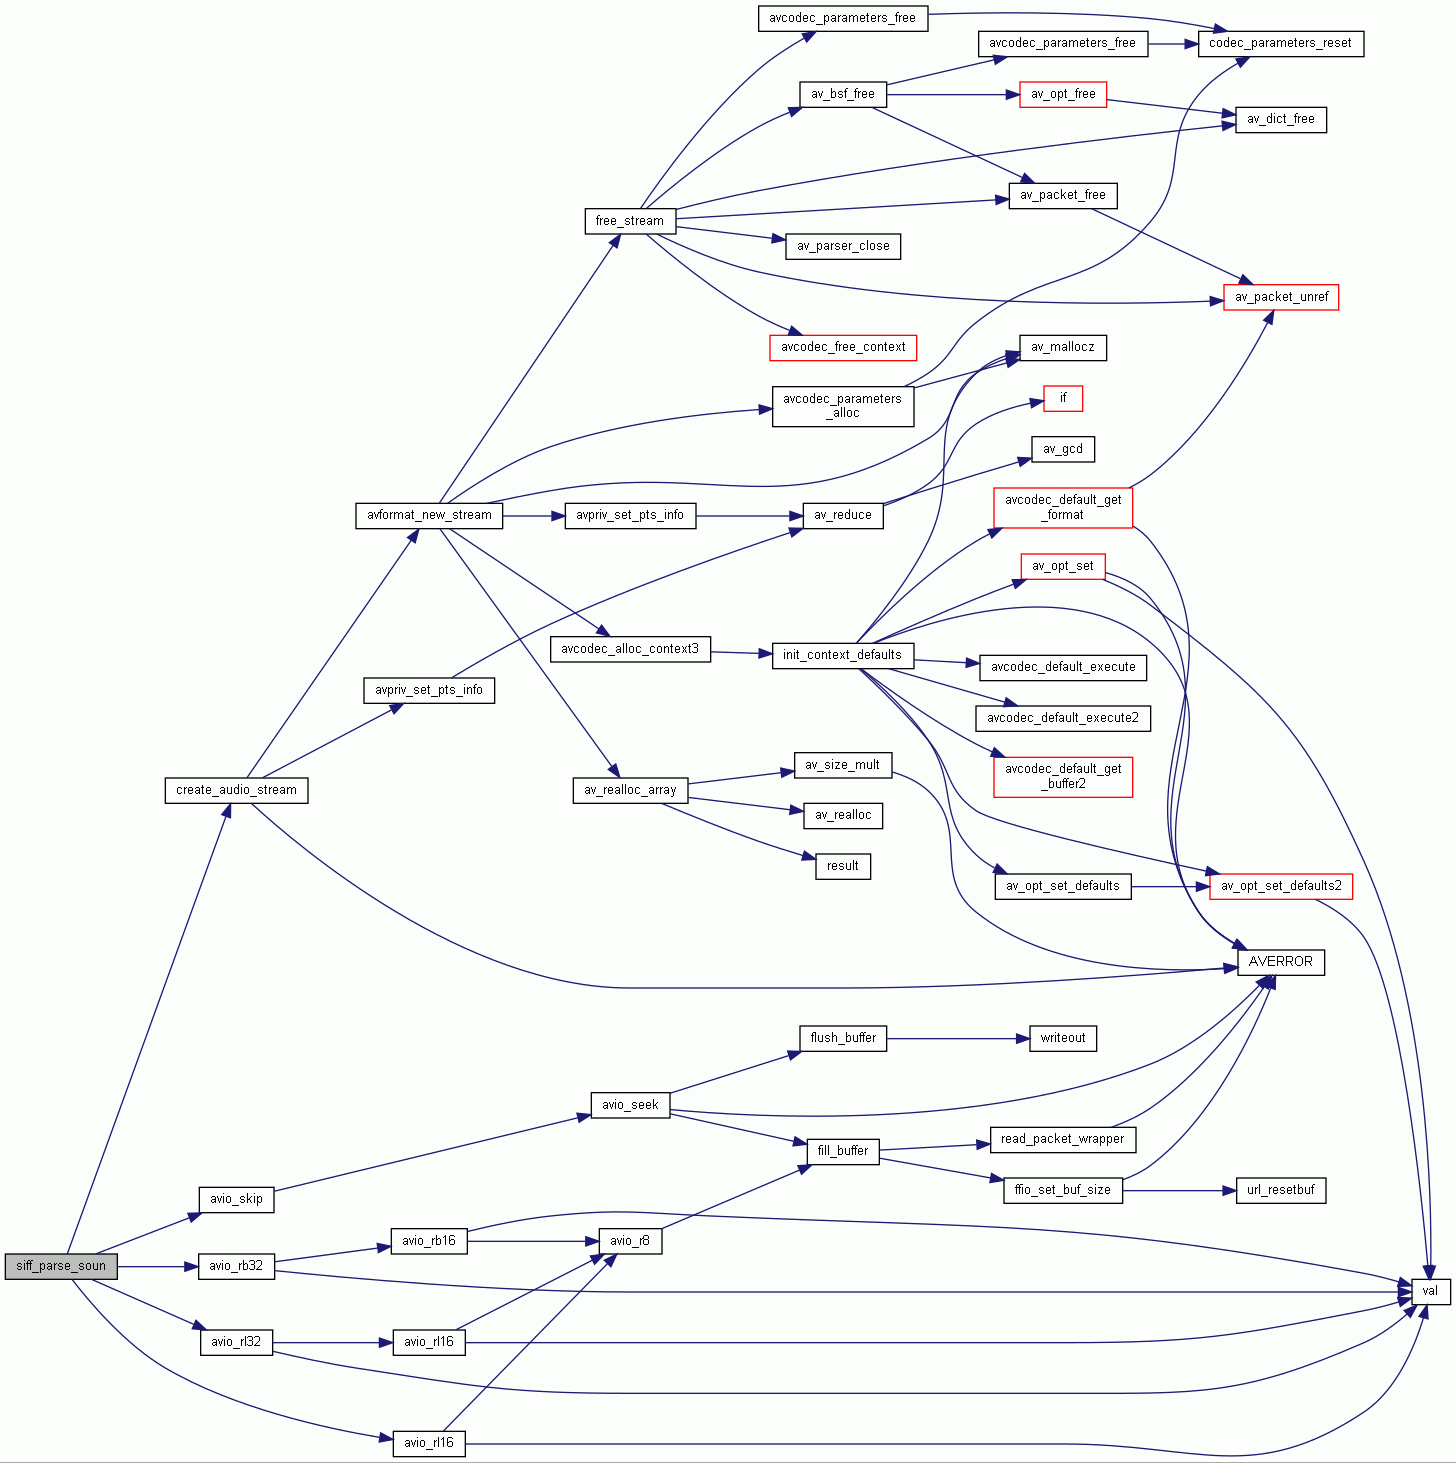 avcodec_parameters_free
avcodec_parameters_free
codec_parameters_reset
av_bsf_free
av_opt_free
av_dict_free
av_packet_free
free_stream
av_parser_close
av_packet_unref
avcodec_free_context
av_mallocz
avcodec_parameters
_alloc
if
av_gcd
avformat_new_stream
avpriv_set_pts_info
av_reduce
avcodec_default_get
_format
av_opt_set
avcodec_alloc_context3
init_context_defaults
avcodec_default_execute
avpriv_set_pts_info
avcodec_default_execute2
create_audio_stream
av_realloc_array
av_size_mult
avcodec_default_get
_buffer2
av_realloc
result
av_opt_set_defaults
av_opt_set_defaults2
AVERROR
flush_buffer
writeout
avio_seek
fill_buffer
read_packet_wrapper
avio_skip
ffio_set_buf_size
url_resetbuf
avio_rb16
avio_r8
siff_parse_soun
avio_rb32
val
avio_rl32
avio_rl16
avio_rl16